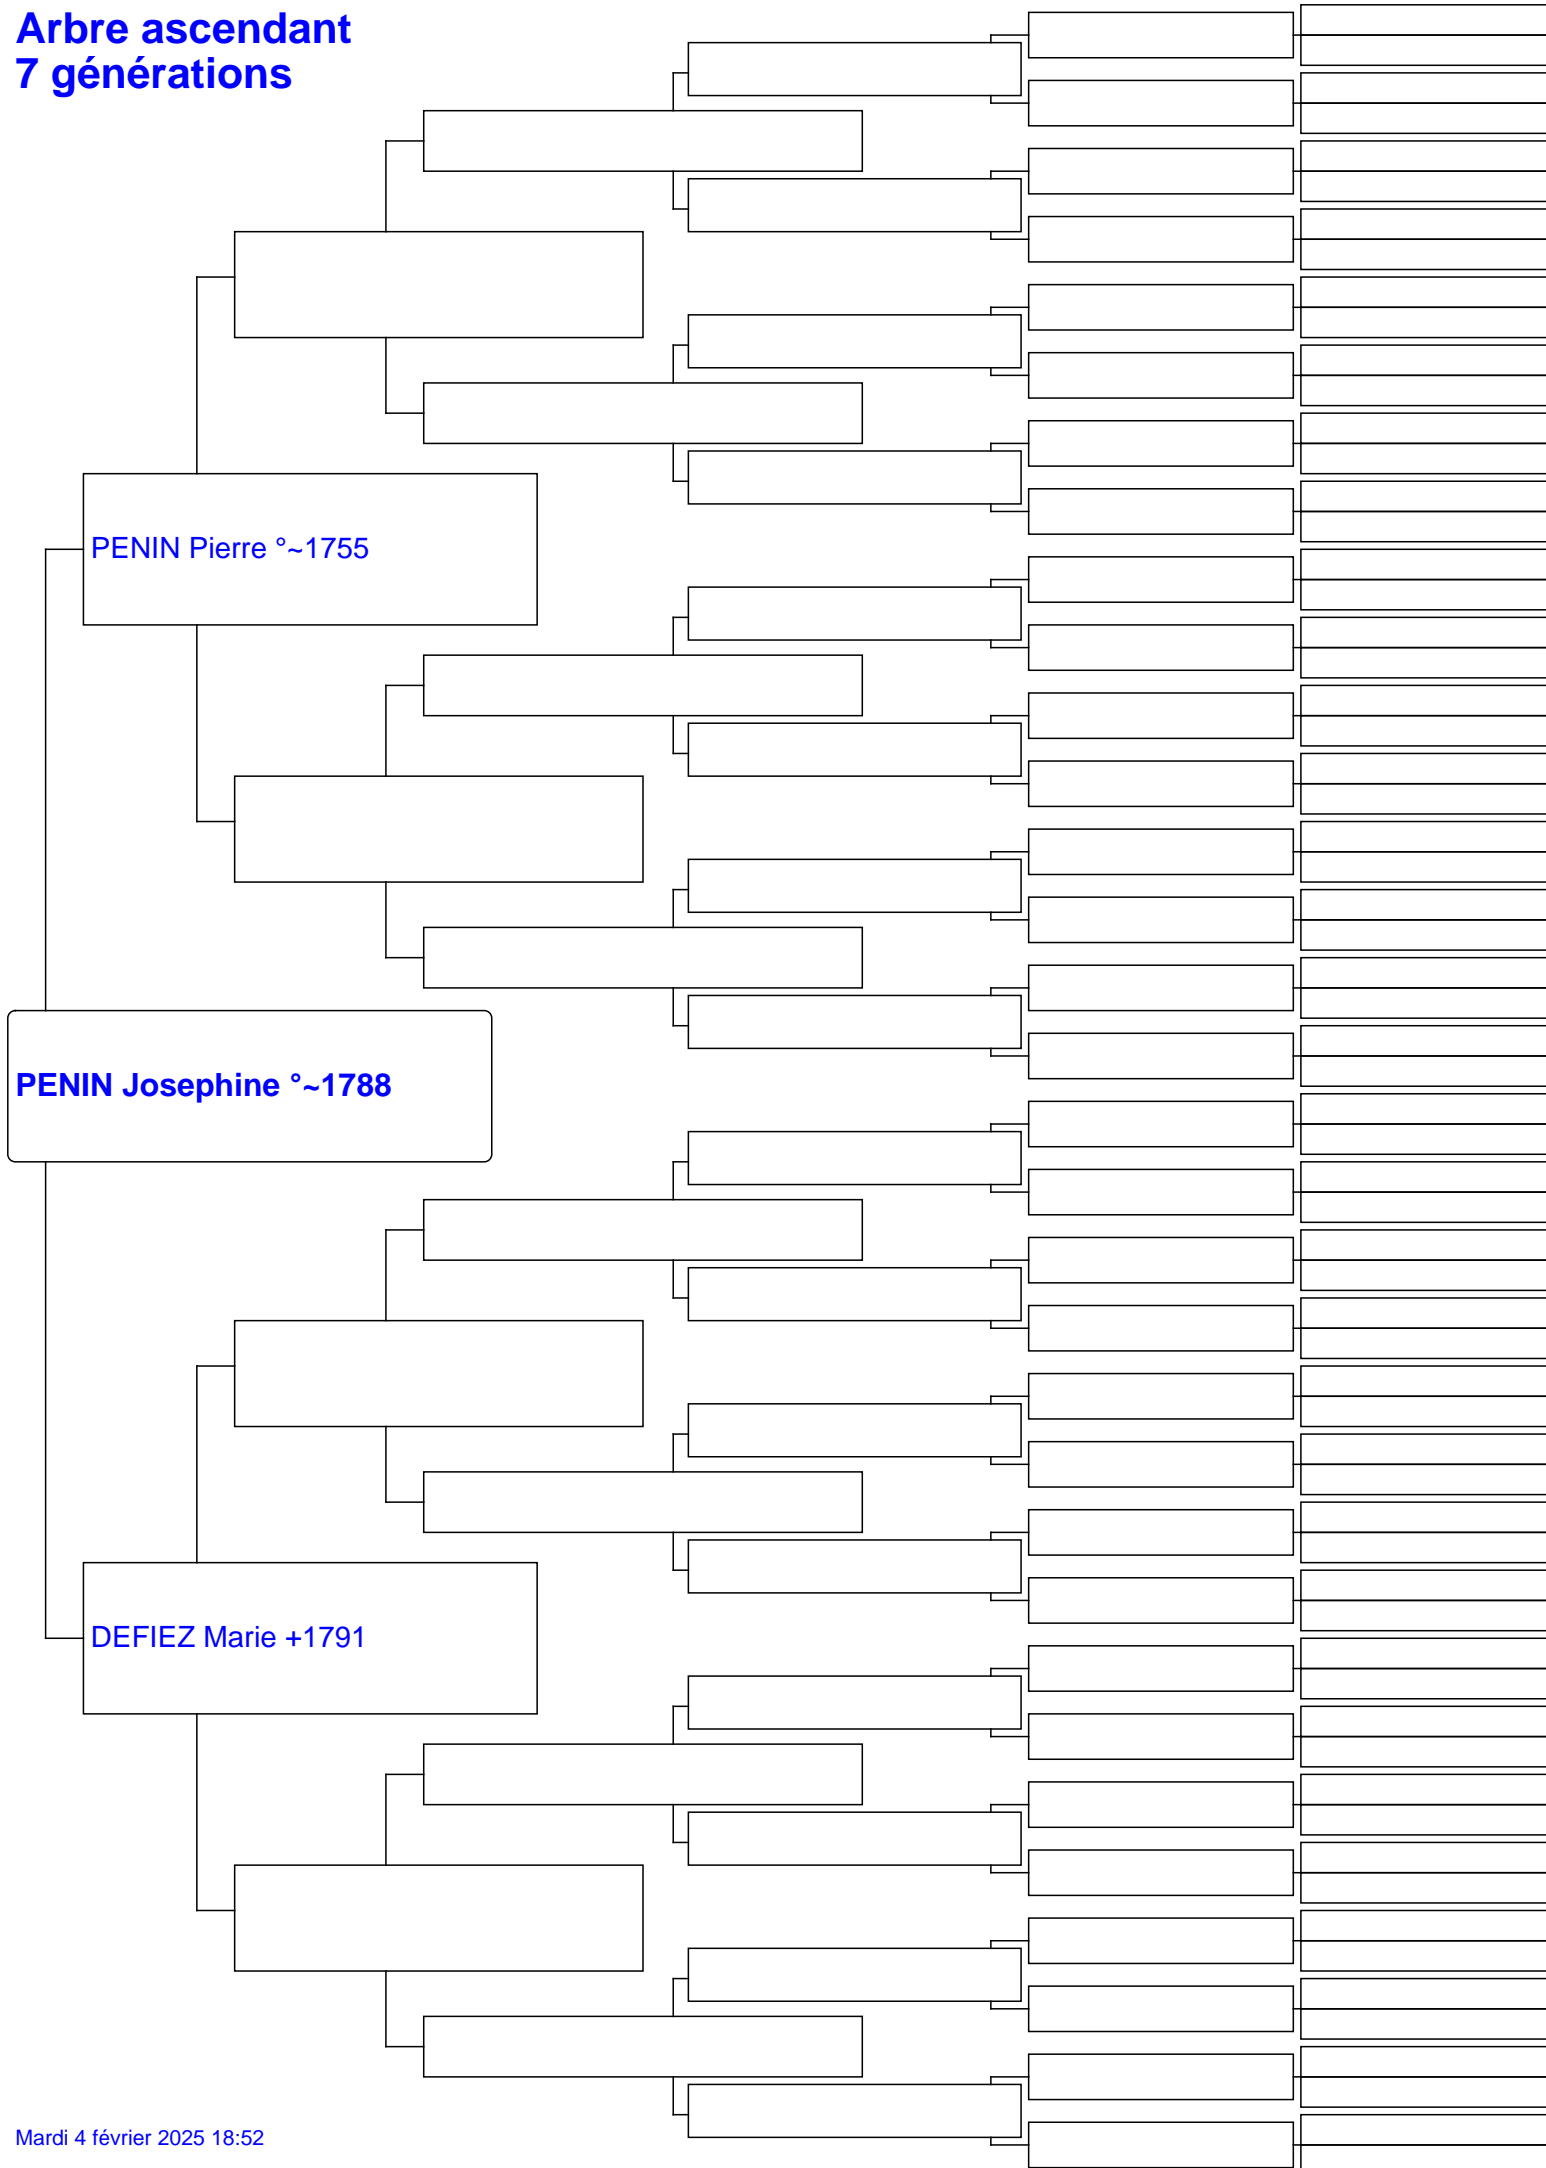 Arbre ascendant
7 générations
PENIN Pierre °~1755
PENIN Josephine °~1788
DEFIEZ Marie +1791
Mardi 4 février 2025 18:52